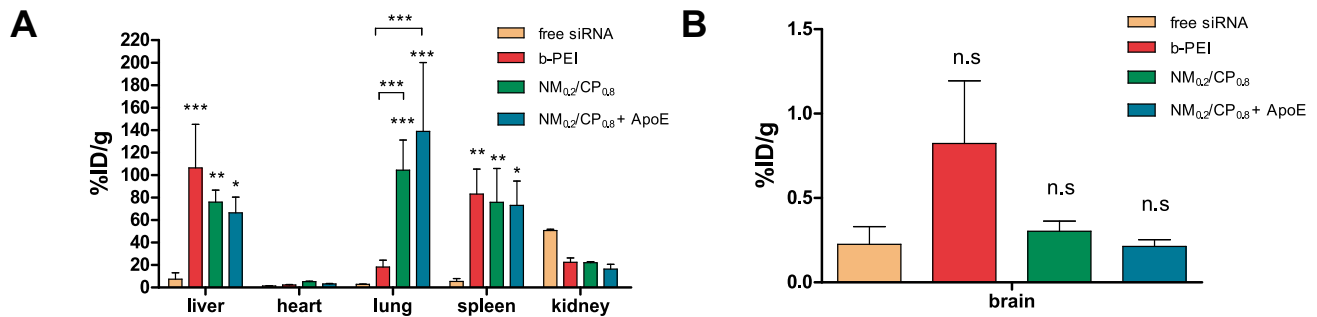 A
%ID/g
220
200
180
160
140
120
100
80
60
40
20
0
***
**
*
***
***
***
***
**
**
*
liver heart lung spleen kidney
free siRNA
b-PEI
NM0.2/CP0.8
NM0.2/CP0.8 + ApoE
B
%ID/g
1.5
1.0
0.5
0.0
n.s
n.s
n.s
brain
free siRNA
b-PEI
NM0.2/CP0.8
NM0.2/CP0.8 + ApoE